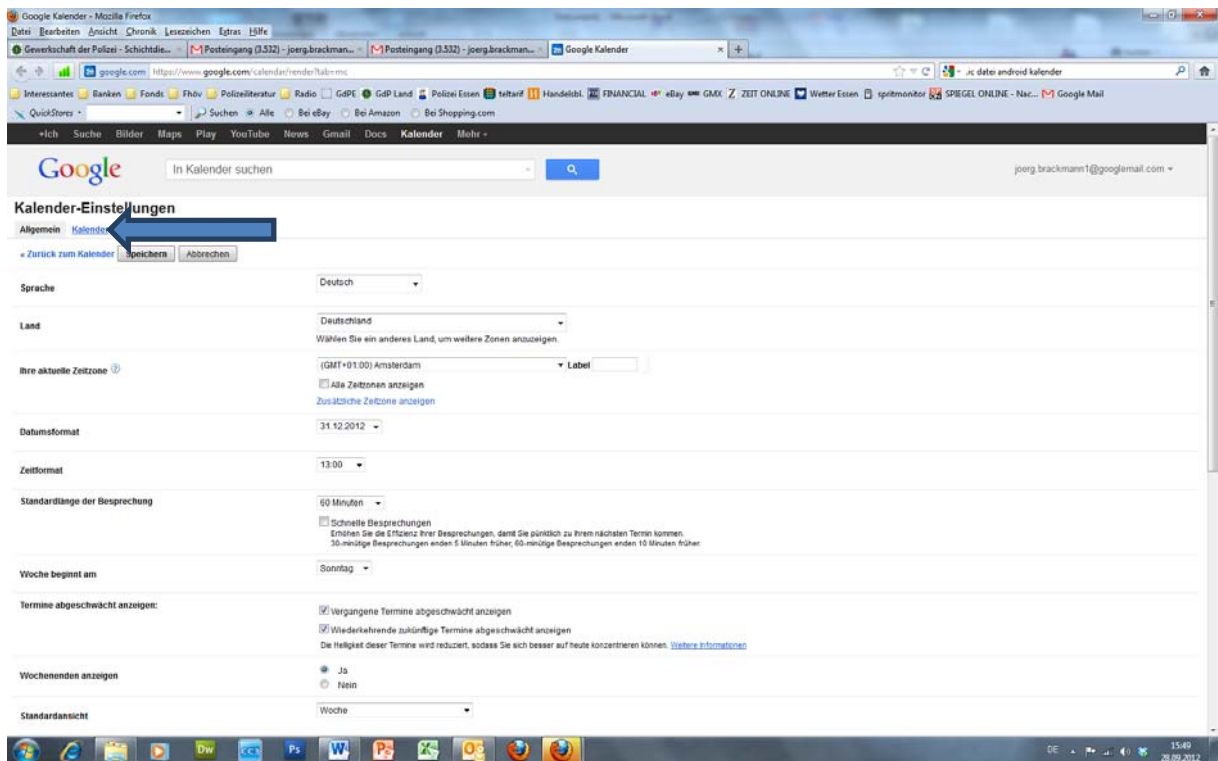 Google Kalender - Mozilla Firefox
Datei Bearbeiten Ansicht Chronik Lesezeichen Extras Hilfe
Gewerkschaft der Polizei - Schichtdie... Posteingang (3.532) - joerg.brackman... Posteingang (3.532) - joerg.brackman... Google Kalender
google.com https://www.google.com/calendar/render?tab=mc ic datei android kalender
Interessantes Banken Fonds Fhöv Polizeiliteratur Radio GdPE GdP Land Polizei Essen teltarif Handelsbl. FINANCIAL eBay GMX ZEIT ONLINE Wetter Essen spritmonitor SPIEGEL ONLINE - Nac... Google Mail
QuickStores Suchen Alle Bei eBay Bei Amazon Bei Shopping.com
+Ich Suche Bilder Maps Play YouTube News Gmail Docs Kalender Mehr
Google In Kalender suchen joerg.brackmann1@googlemail.com
Kalender-Einstellungen
Allgemein Kalender
« Zurück zum Kalender Speichern Abbrechen
Sprache Deutsch
Land Deutschland
Wählen Sie ein anderes Land, um weitere Zonen anzuzeigen.
Ihre aktuelle Zeitzone (GMT+01:00) Amsterdam Label
Alle Zeitzonen anzeigen
Zusätzliche Zeitzone anzeigen
Datumsformat 31.12.2012
Zeitformat 13:00
Standardlänge der Besprechung 60 Minuten
Schnelle Besprechungen
Erhöhen Sie die Effizienz Ihrer Besprechungen, damit Sie pünktlich zu Ihrem nächsten Termin kommen.
30-minütige Besprechungen enden 5 Minuten früher, 60-minütige Besprechungen enden 10 Minuten früher.
Woche beginnt am Sonntag
Termine abgeschwächt anzeigen: Vergangene Termine abgeschwächt anzeigen
Wiederkehrende zukünftige Termine abgeschwächt anzeigen
Die Helligkeit dieser Termine wird reduziert, sodass Sie sich besser auf heute konzentrieren können. Weitere Informationen
Wochenenden anzeigen Ja
Nein
Standardansicht Woche
Dw Ps W P X O DE 15:49
28.09.2012